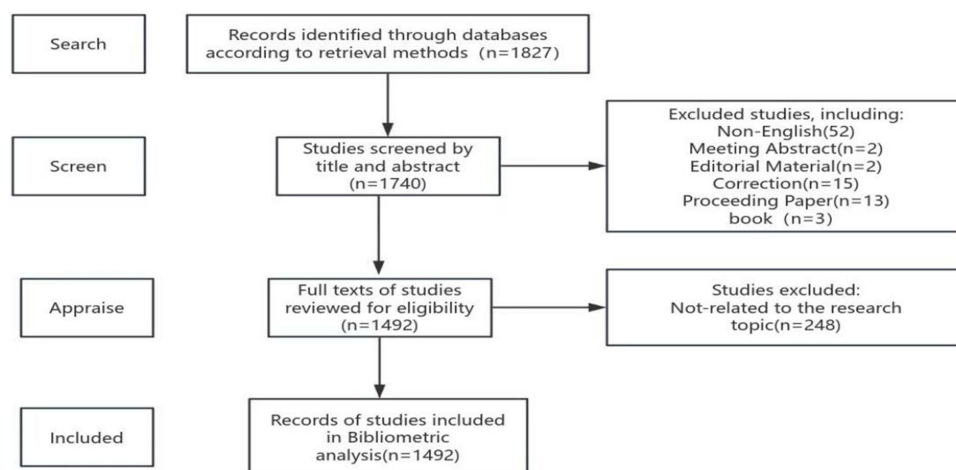 Search
Records identified through databases
according to retrieval methods (n=1827)
Screen
Studies screened by
title and abstract
(n=1740)
Excluded studies, including:
Non-English(52)
Meeting Abstract(n=2)
Editorial Material(n=2)
Correction(n=15)
Proceeding Paper(n=13)
book (n=3)
Appraise
Full texts of studies
reviewed for eligibility
(n=1492)
Studies excluded:
Not-related to the research
topic(n=248)
Included
Records of studies included
in Bibliometric
analysis(n=1492)